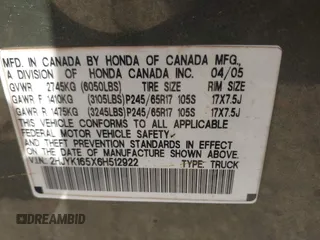 MFD. IN CANADA BY HONDA OF CANADA MFG.,
A DIVISION OF HONDA CANADA INC. 04/05
GVWR 2745KG (6050LBS) TIRE SIZE RIM SIZE
GAWR F 1410KG (3105LBS) P245/65R17 105S 17X7.5J
GAWR R 1475KG (3245LBS) P245/65R17 105S 17X7.5J
THIS VEHICLE CONFORMS TO ALL APPLICABLE
FEDERAL MOTOR VEHICLE SAFETY STANDARDS IN EFFECT ON THE
DATE OF MANUFACTURE SHOWN ABOVE.
V.I.N. 2HJYK165X6H512922 TYPE: TRUCK
©DREAMBID